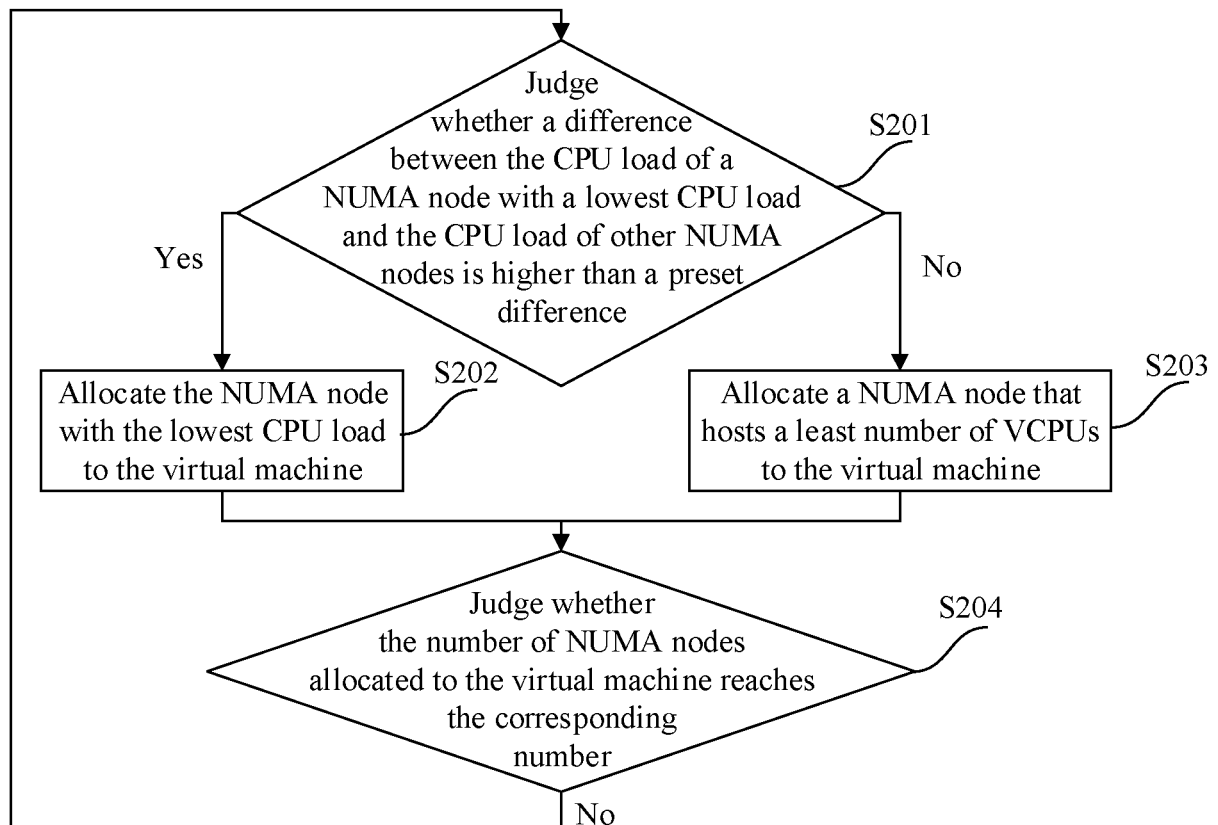 Judge
whether a difference
between the CPU load of a
NUMA node with a lowest CPU load
and the CPU load of other NUMA
nodes is higher than a preset
difference
S201
Yes
No
Allocate the NUMA node
with the lowest CPU load
to the virtual machine
S202
Allocate a NUMA node that
hosts a least number of VCPUs
to the virtual machine
S203
Judge whether
the number of NUMA nodes
allocated to the virtual machine reaches
the corresponding
number
S204
No